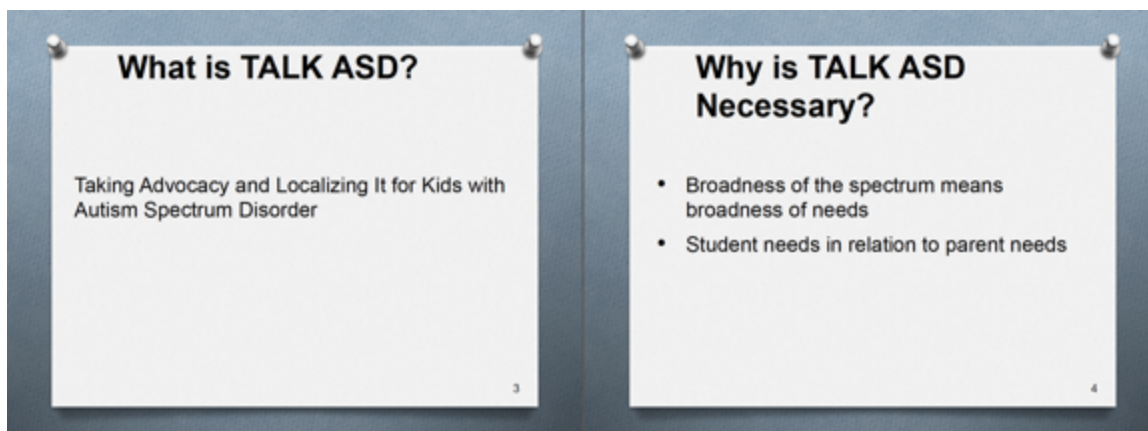 What is TALK ASD?
Taking Advocacy and Localizing It for Kids with
Autism Spectrum Disorder
3
Why is TALK ASD
Necessary?
• Broadness of the spectrum means
broadness of needs
• Student needs in relation to parent needs
4